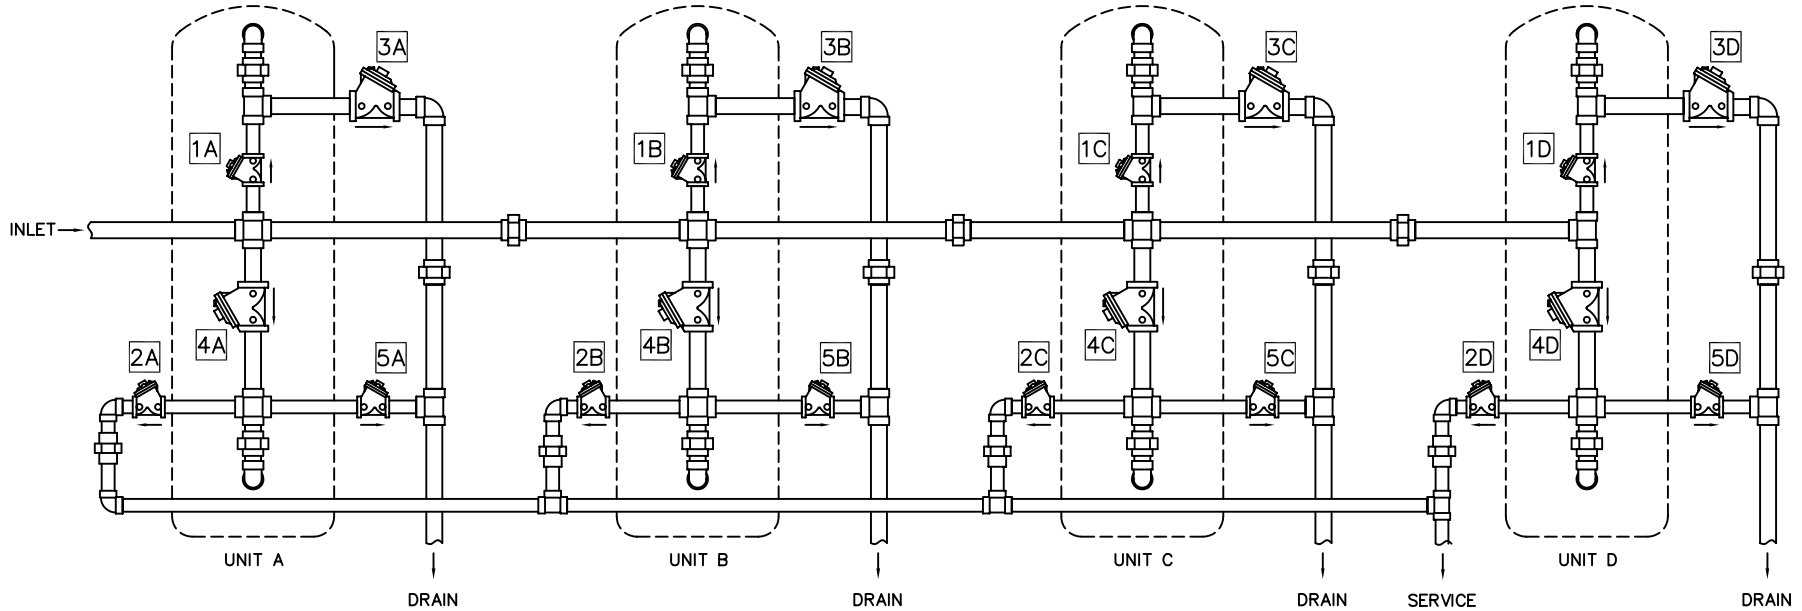 3A
3B
3C
3D
1A
1B
1C
1D
INLET
4A
4B
4C
4D
2A
5A
2B
5B
2C
5C
2D
5D
UNIT A
UNIT B
UNIT C
UNIT D
DRAIN
DRAIN
DRAIN
SERVICE
DRAIN